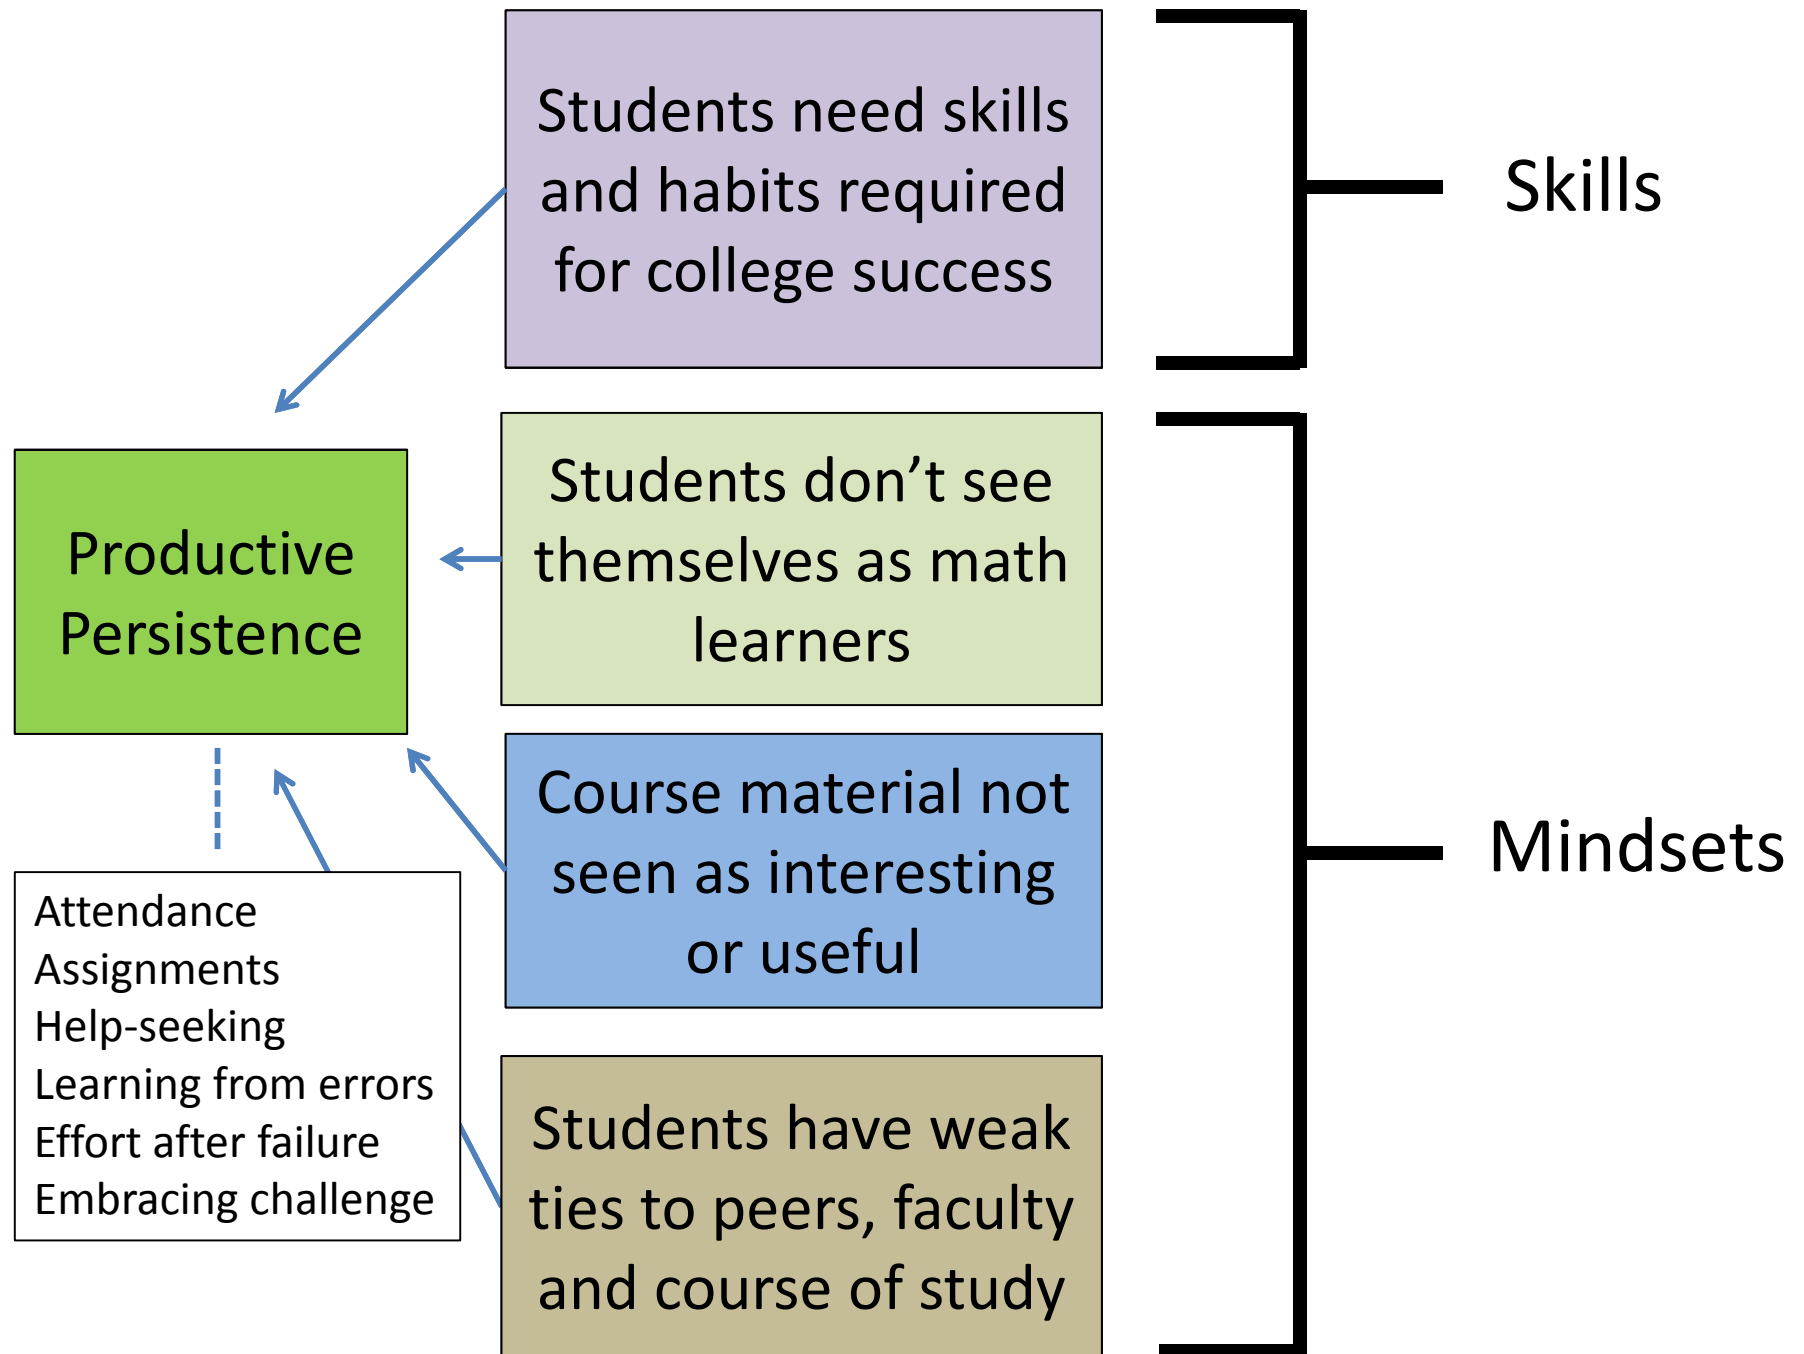 Students need skills
and habits required
for college success
Skills
Productive
Persistence
Students don’t see
themselves as math
learners
Course material not
seen as interesting
or useful
Mindsets
Attendance
Assignments
Help-seeking
Learning from errors
Effort after failure
Embracing challenge
Students have weak
ties to peers, faculty
and course of study